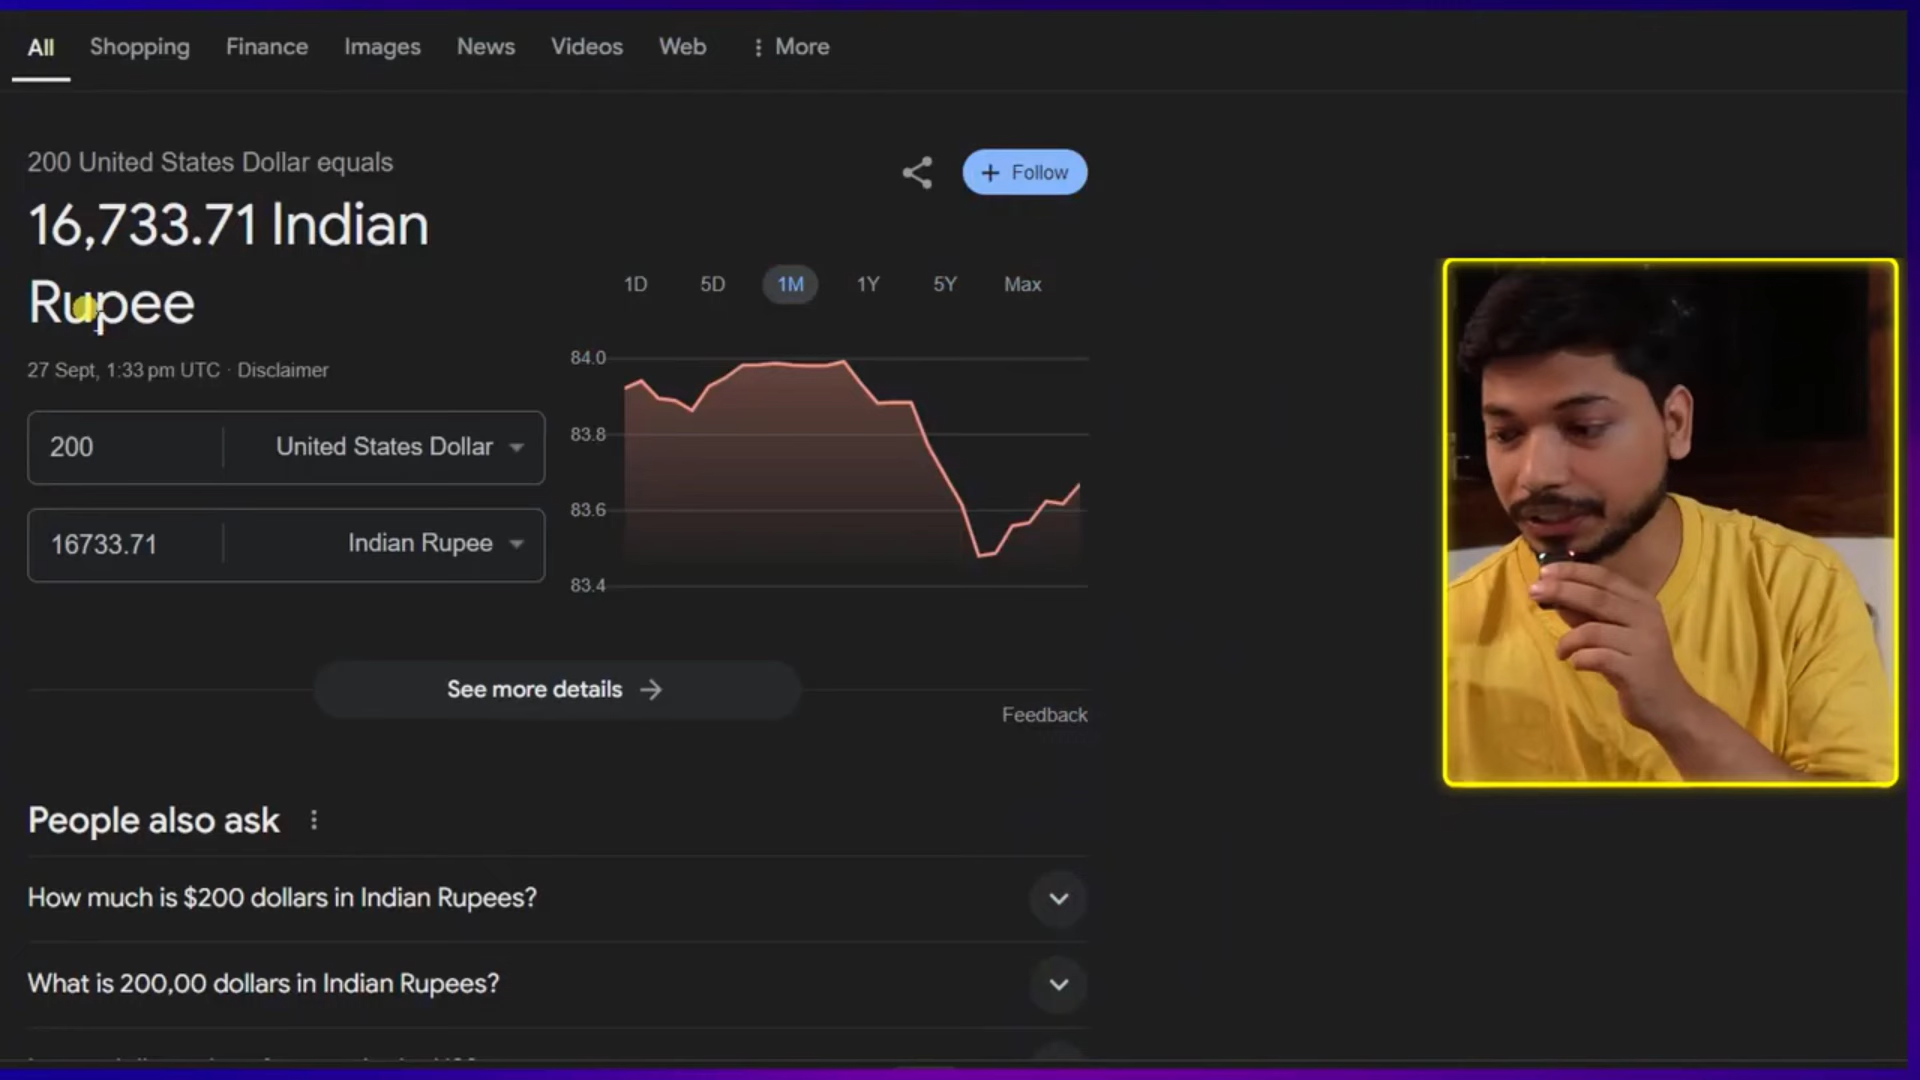 All Shopping Finance Images News Videos Web More
200 United States Dollar equals
16,733.71 Indian
Rupee
27 Sept, 1:33 pm UTC · Disclaimer
Follow
200 United States Dollar
16733.71 Indian Rupee
1D 5D 1M 1Y 5Y Max
84.0
83.8
83.6
83.4
See more details
Feedback
People also ask
How much is $200 dollars in Indian Rupees?
What is 200,00 dollars in Indian Rupees?